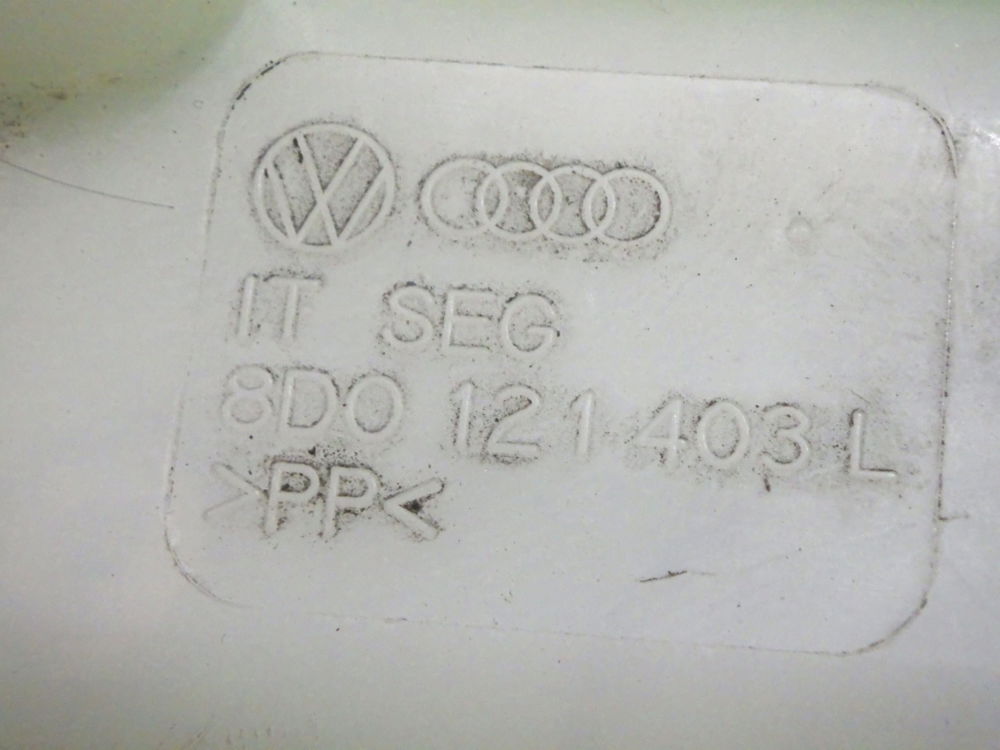 IT SEG
8D0 121 403 L
>PP<